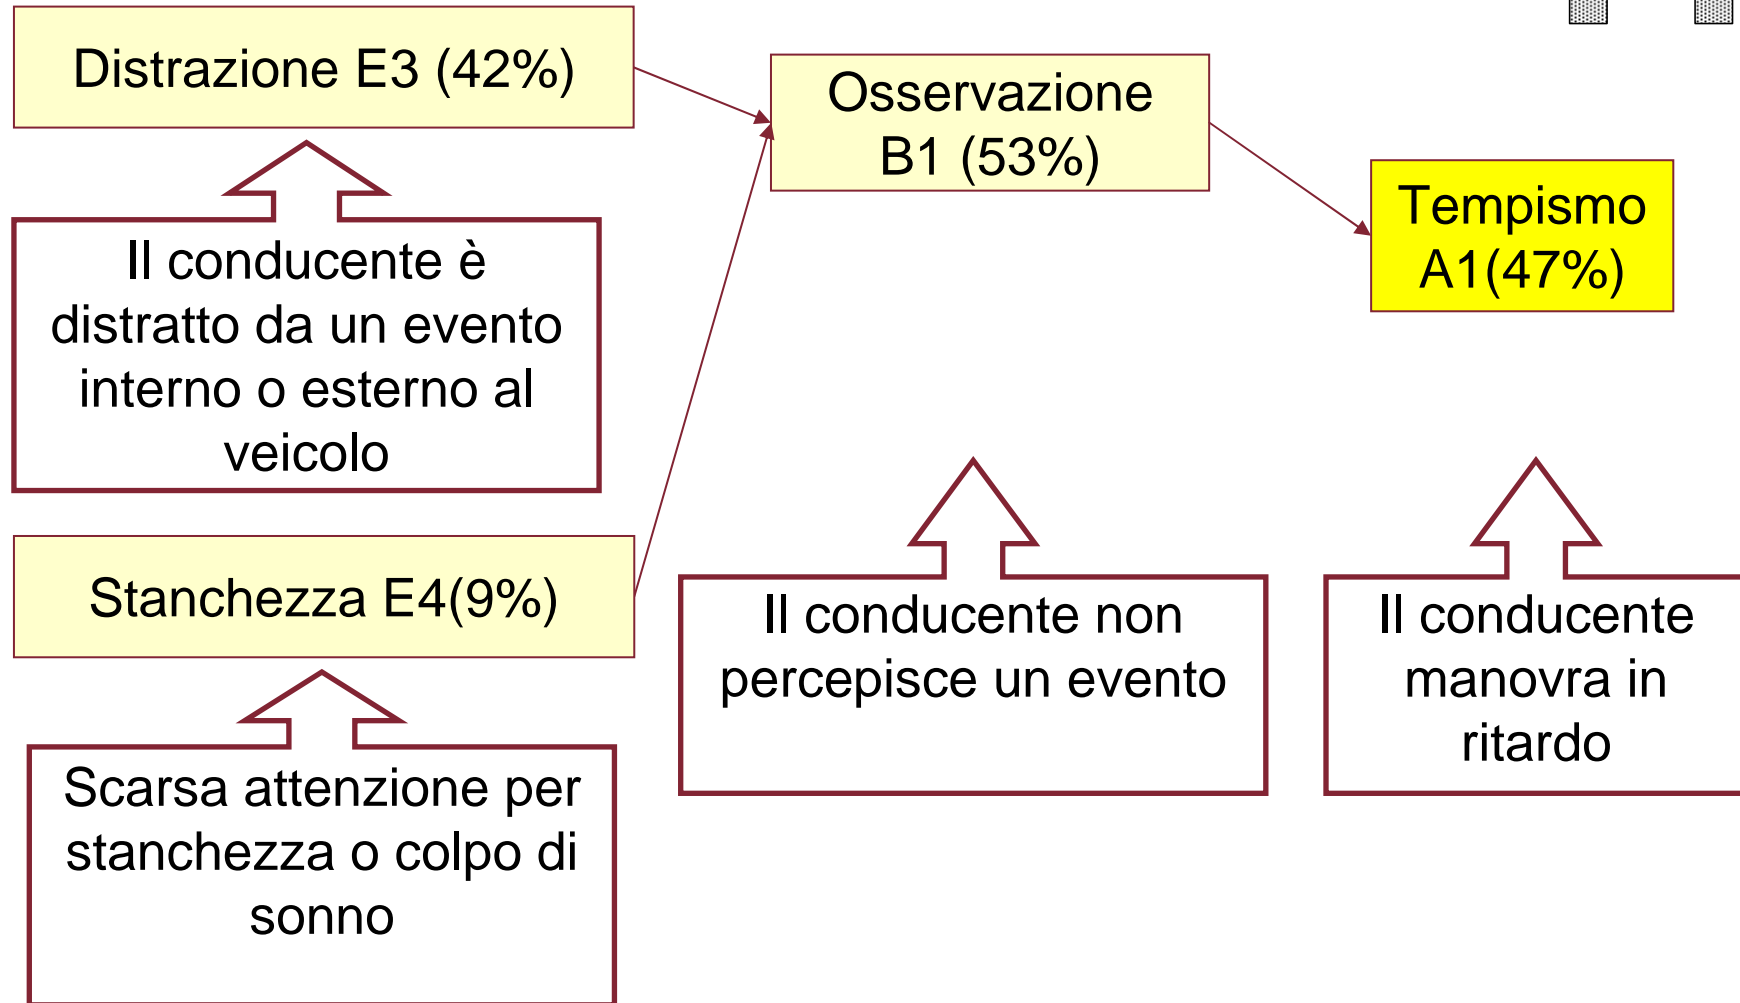 Distrazione E3 (42%)
Il conducente è
distratto da un evento
interno o esterno al
veicolo
Stanchezza E4(9%)
Scarsa attenzione per
stanchezza o colpo di
sonno
Osservazione
B1 (53%)
Il conducente non
percepisce un evento
Tempismo
A1(47%)
Il conducente
manovra in
ritardo